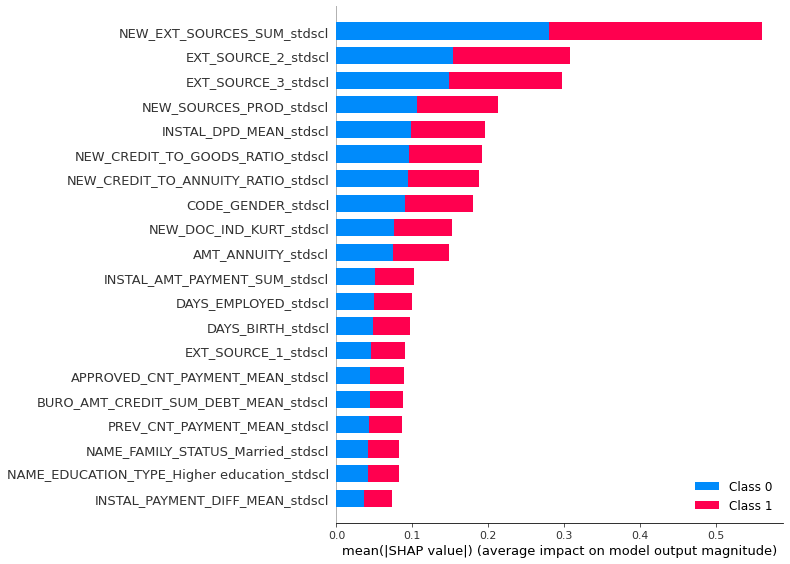 NEW_EXT_SOURCES_SUM_stdscl
EXT_SOURCE_2_stdscl
EXT_SOURCE_3_stdscl
NEW_SOURCES_PROD_stdscl
INSTAL_DPD_MEAN_stdscl
NEW_CREDIT_TO_GOODS_RATIO_stdscl
NEW_CREDIT_TO_ANNUITY_RATIO_stdscl
CODE_GENDER_stdscl
NEW_DOC_IND_KURT_stdscl
AMT_ANNUITY_stdscl
INSTAL_AMT_PAYMENT_SUM_stdscl
DAYS_EMPLOYED_stdscl
DAYS_BIRTH_stdscl
EXT_SOURCE_1_stdscl
APPROVED_CNT_PAYMENT_MEAN_stdscl
BURO_AMT_CREDIT_SUM_DEBT_MEAN_stdscl
PREV_CNT_PAYMENT_MEAN_stdscl
NAME_FAMILY_STATUS_Married_stdscl
NAME_EDUCATION_TYPE_Higher education_stdscl
INSTAL_PAYMENT_DIFF_MEAN_stdscl
Class 0
Class 1
0.0 0.1 0.2 0.3 0.4 0.5
mean(|SHAP value|) (average impact on model output magnitude)